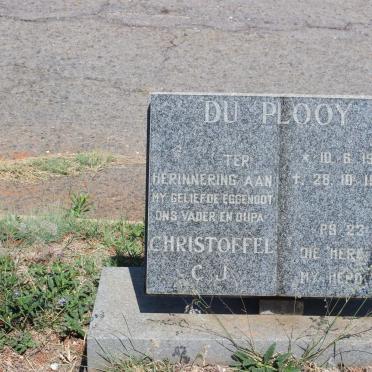 DU PLOOY
TER
HERINNERING AAN
MY GELIEFDE EGGENOOT
ONS VADER EN OUPA
CHRISTOFFEL
C J
* 10. 6. 19
† 28. 10. 19
PS 23
DIE HERE
MY HERD